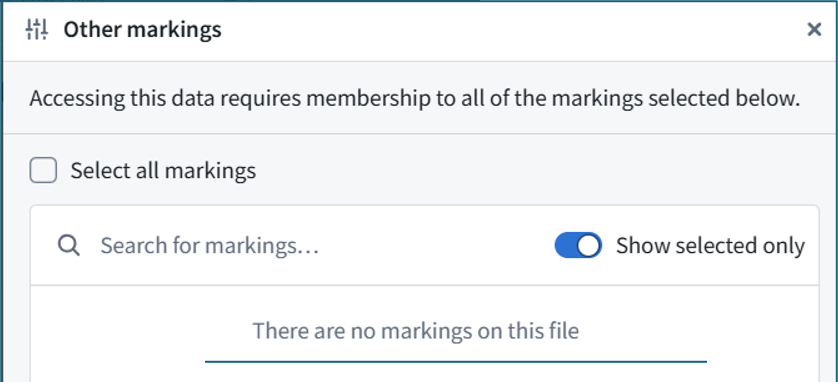 Other markings
Accessing this data requires membership to all of the markings selected below.
Select all markings
Search for markings...
Show selected only
There are no markings on this file